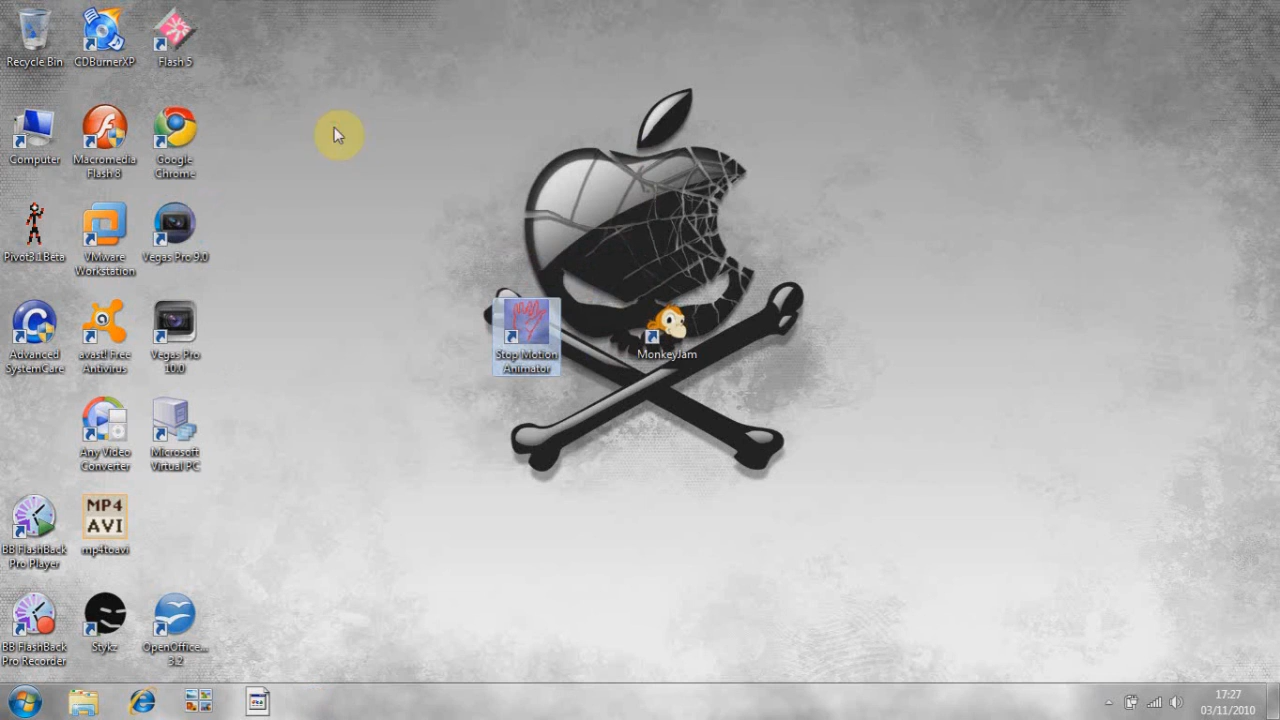 Recycle Bin
CDBurnerXP
Flash 5
Computer
Macromedia
Flash 8
Google
Chrome
Pivot3.1Beta
VMware
Workstation
Vegas Pro 9.0
Advanced
SystemCare
avast! Free
Antivirus
Vegas Pro
10.0
Stop Motion
Animator
MonkeyJam
Any Video
Converter
Microsoft
Virtual PC
BB FlashBack
Pro Player
MP4
AVI
mp4toavi
BB FlashBack
Pro Recorder
Stykz
OpenOffice...
3.2
17:27
03/11/2010